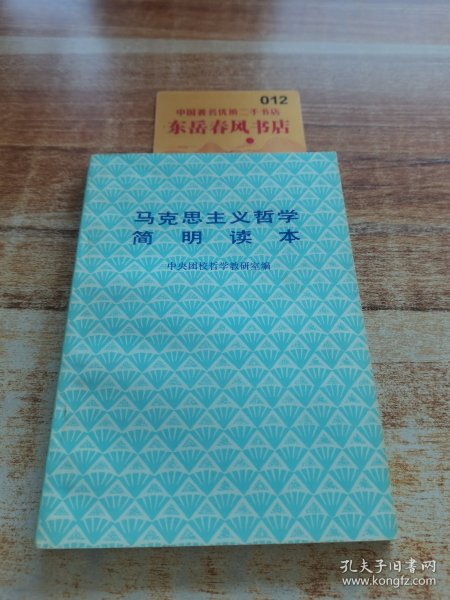 012
中国著名优质二手书店
东岳春风书店
马克思主义哲学
简明读本
中央团校哲学教研室编
孔夫子旧书网
www.kongfz.com